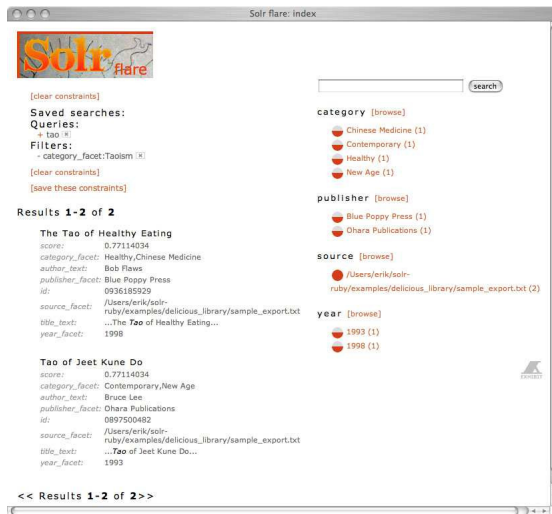 Solr flare: index
Solr
flare
[clear constraints]
Saved searches:
Queries:
+ tao
Filters:
- category_facet:Taoism
[clear constraints]
[save these constraints]
Results 1-2 of 2
The Tao of Healthy Eating
score: 0.77114034
category_facet: Healthy,Chinese Medicine
author_text: Bob Flaws
publisher_facet: Blue Poppy Press
id: 0936185929
source_facet: /Users/erik/solr-
ruby/examples/delicious_library/sample_export.txt
title_text: ...The Tao of Healthy Eating...
year_facet: 1998
Tao of Jeet Kune Do
score: 0.77114034
category_facet: Contemporary,New Age
author_text: Bruce Lee
publisher_facet: Ohara Publications
id: 0897500482
source_facet: /Users/erik/solr-
ruby/examples/delicious_library/sample_export.txt
title_text: ...Tao of Jeet Kune Do...
year_facet: 1993
<< Results 1-2 of 2>>
search
category [browse]
Chinese Medicine (1)
Contemporary (1)
Healthy (1)
New Age (1)
publisher [browse]
Blue Poppy Press (1)
Ohara Publications (1)
source [browse]
/Users/erik/solr-
ruby/examples/delicious_library/sample_export.txt (2)
year [browse]
1993 (1)
1998 (1)
EXHIBIT